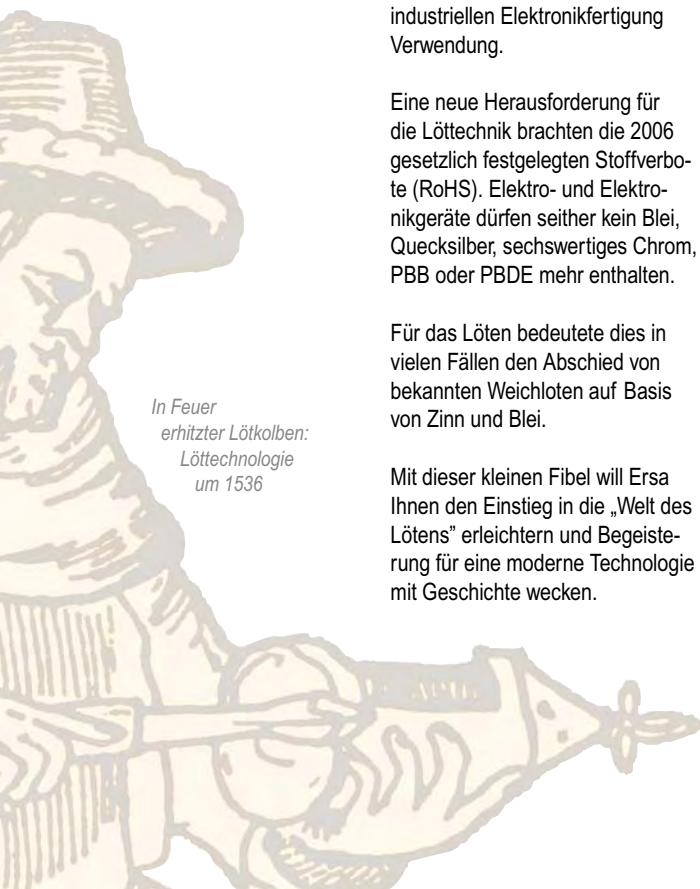 industriellen Elektronikfertigung
Verwendung.
Eine neue Herausforderung für
die Löttechnik brachten die 2006
gesetzlich festgelegten Stoffverbo-
te (RoHS). Elektro- und Elektro-
nikgeräte dürfen seither kein Blei,
Quecksilber, sechswertiges Chrom,
PBB oder PBDE mehr enthalten.
Für das Löten bedeutete dies in
vielen Fällen den Abschied von
bekannten Weichloten auf Basis
von Zinn und Blei.
Mit dieser kleinen Fibel will Ersa
Ihnen den Einstieg in die „Welt des
Lötens” erleichtern und Begeiste-
rung für eine moderne Technologie
mit Geschichte wecken.
In Feuer
erhitzter Lötkolben:
Löttechnologie
um 1536